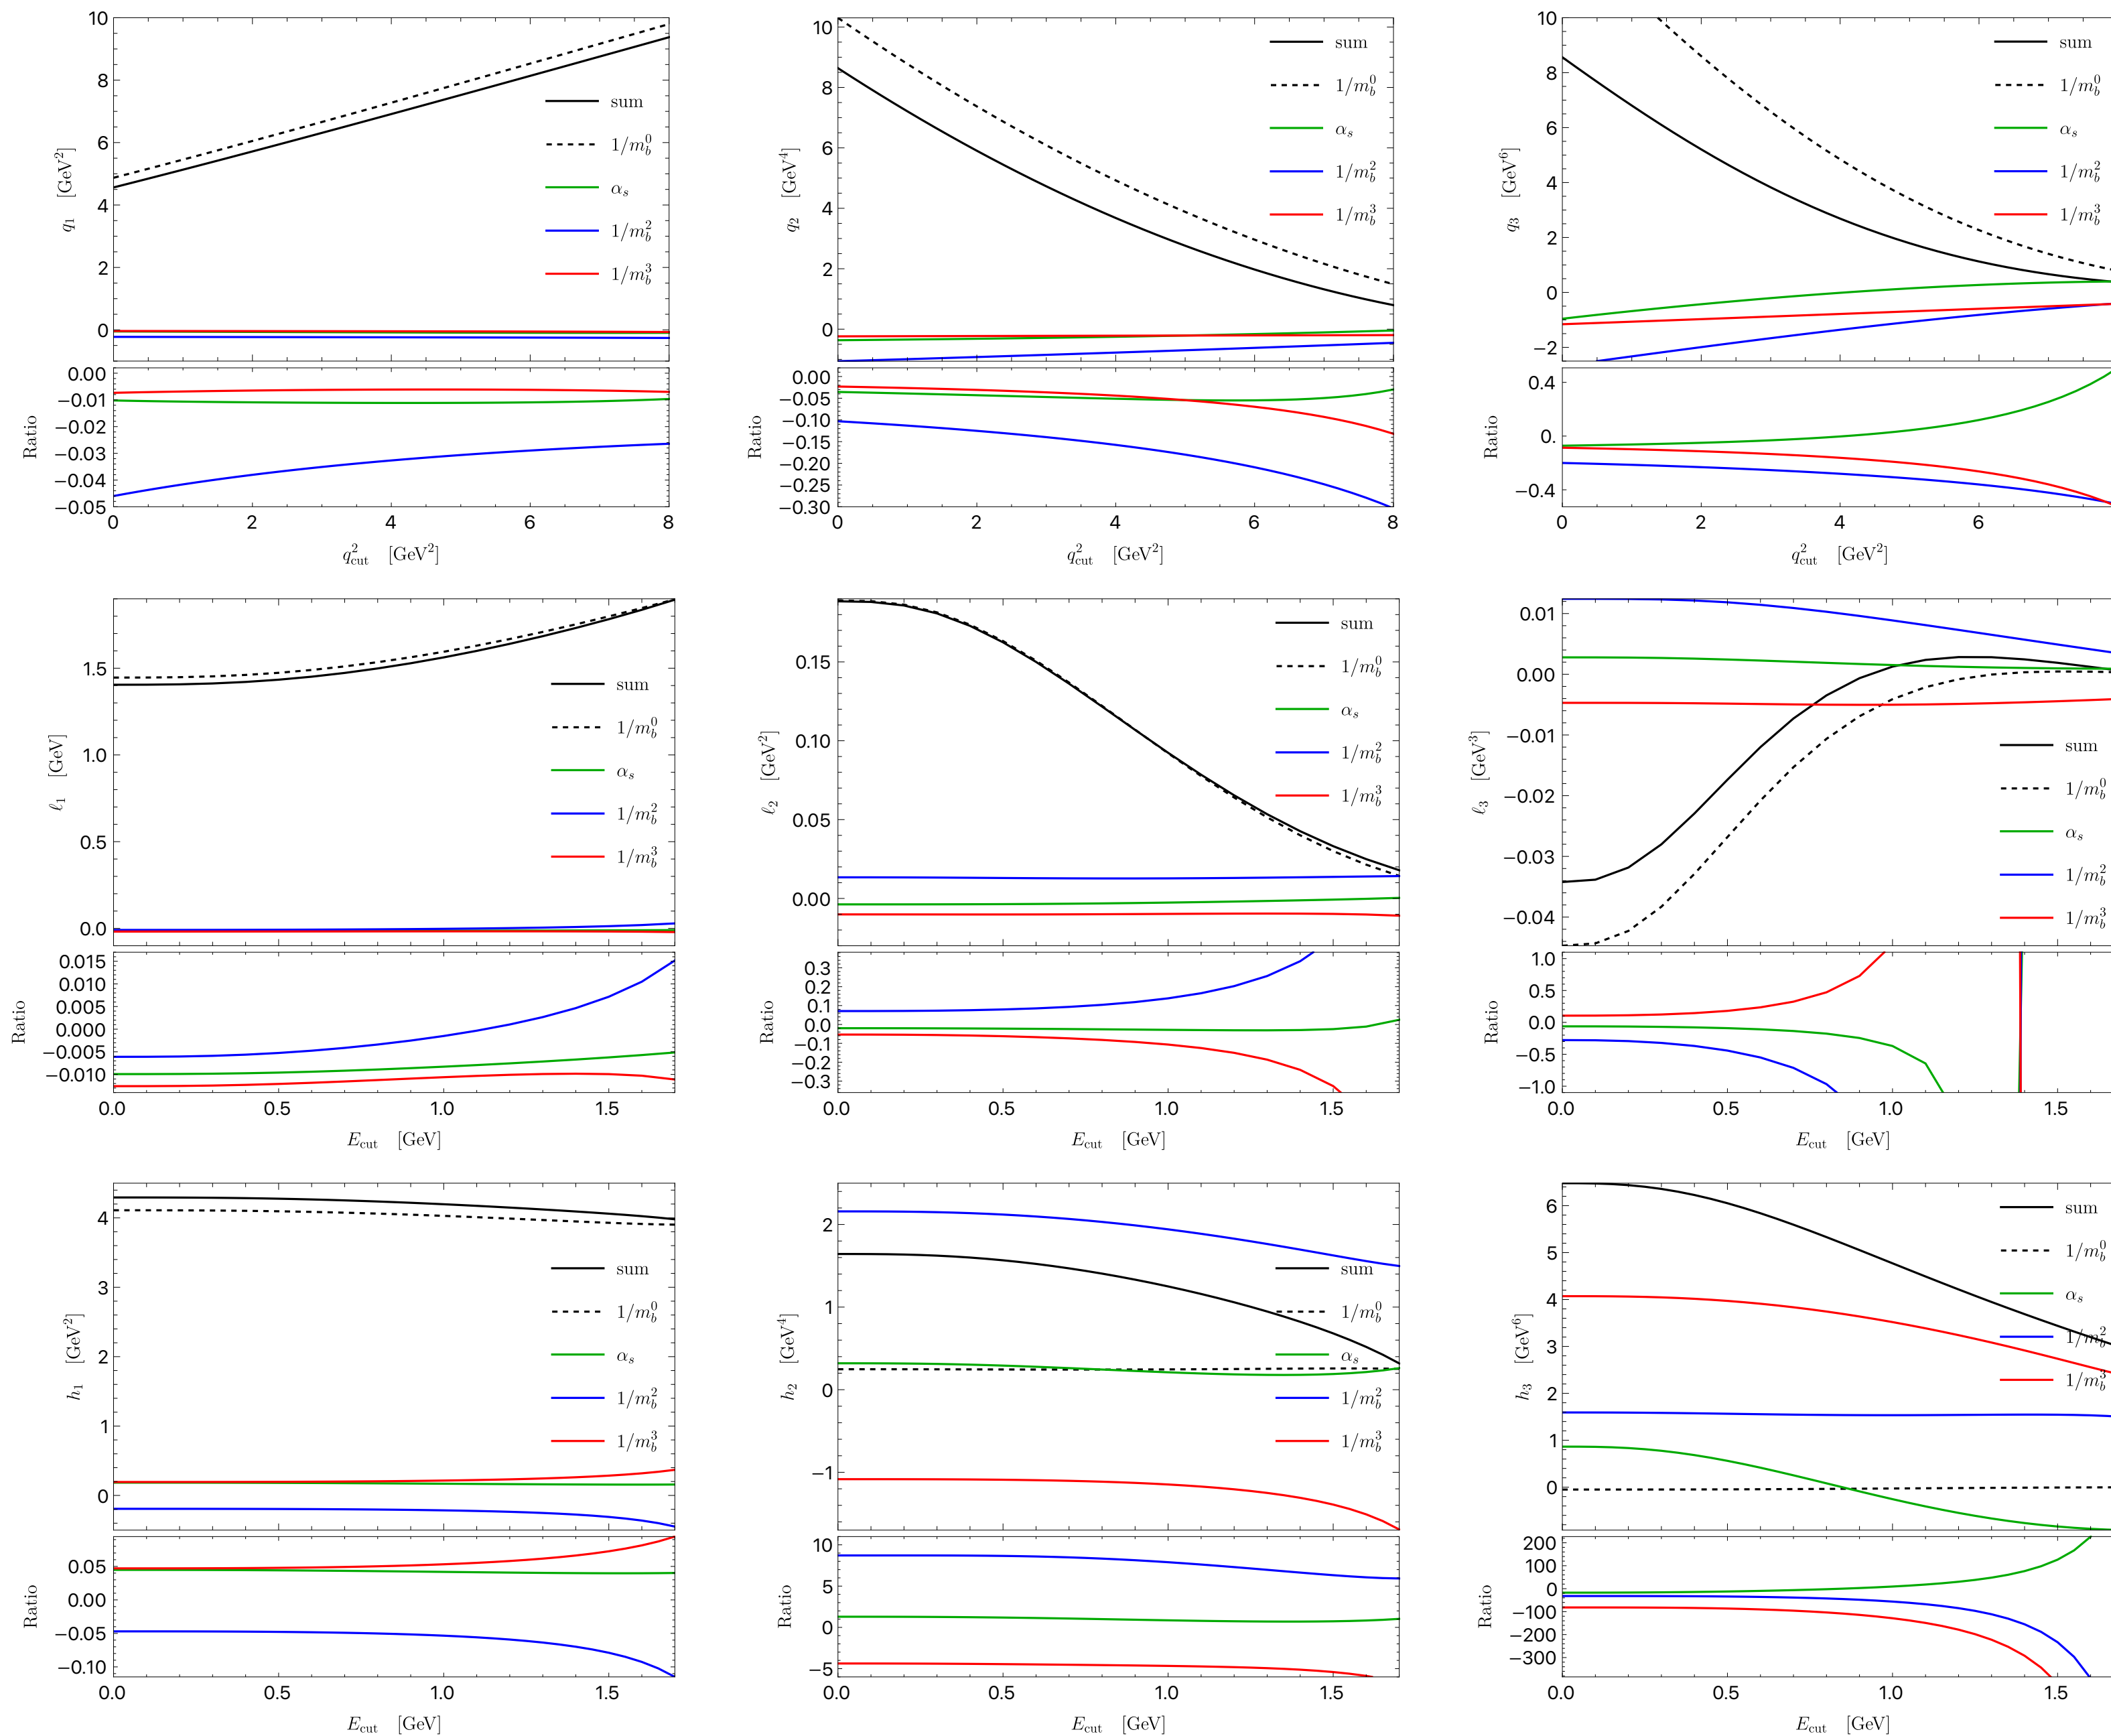 10
8
6
4
2
0
q₁ [GeV²]
sum
1/m_b^0
α_s
1/m_b^2
1/m_b^3
0.00
−0.01
−0.02
−0.03
−0.04
−0.05
Ratio
0 2 4 6 8
q²_cut [GeV²]
10
8
6
4
2
0
q₂ [GeV⁴]
sum
1/m_b^0
α_s
1/m_b^2
1/m_b^3
0.00
−0.05
−0.10
−0.15
−0.20
−0.25
−0.30
Ratio
0 2 4 6 8
q²_cut [GeV²]
10
8
6
4
2
0
−2
q₃ [GeV⁶]
sum
1/m_b^0
α_s
1/m_b^2
1/m_b^3
0.4
0.
−0.4
Ratio
0 2 4 6
q²_cut [GeV²]
1.5
1.0
0.5
0.0
ℓ₁ [GeV]
sum
1/m_b^0
α_s
1/m_b^2
1/m_b^3
0.015
0.010
0.005
0.000
−0.005
−0.010
Ratio
0.0 0.5 1.0 1.5
E_cut [GeV]
0.15
0.10
0.05
0.00
ℓ₂ [GeV²]
sum
1/m_b^0
α_s
1/m_b^2
1/m_b^3
0.3
0.2
0.1
0.0
−0.1
−0.2
−0.3
Ratio
0.0 0.5 1.0 1.5
E_cut [GeV]
0.01
0.00
−0.01
−0.02
−0.03
−0.04
ℓ₃ [GeV³]
sum
1/m_b^0
α_s
1/m_b^2
1/m_b^3
1.0
0.5
0.0
−0.5
−1.0
Ratio
0.0 0.5 1.0 1.5
E_cut [GeV]
4
3
2
1
0
h₁ [GeV²]
sum
1/m_b^0
α_s
1/m_b^2
1/m_b^3
0.05
0.00
−0.05
−0.10
Ratio
0.0 0.5 1.0 1.5
E_cut [GeV]
2
1
0
−1
h₂ [GeV⁴]
sum
1/m_b^0
α_s
1/m_b^2
1/m_b^3
10
5
0
−5
Ratio
0.0 0.5 1.0 1.5
E_cut [GeV]
6
5
4
3
2
1
0
h₃ [GeV⁶]
sum
1/m_b^0
α_s
1/m_b^2
1/m_b^3
200
100
0
−100
−200
−300
Ratio
0.0 0.5 1.0 1.5
E_cut [GeV]